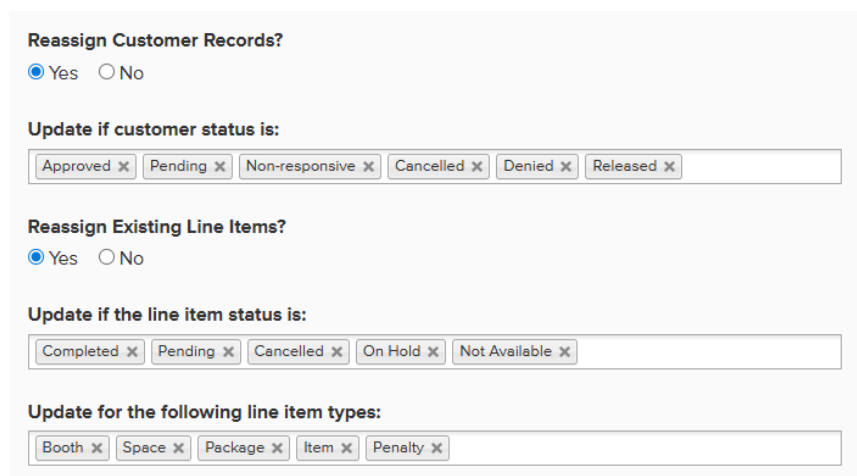 Reassign Customer Records?
Yes No
Update if customer status is:
Approved × Pending × Non-responsive × Cancelled × Denied × Released ×
Reassign Existing Line Items?
Yes No
Update if the line item status is:
Completed × Pending × Cancelled × On Hold × Not Available ×
Update for the following line item types:
Booth × Space × Package × Item × Penalty ×